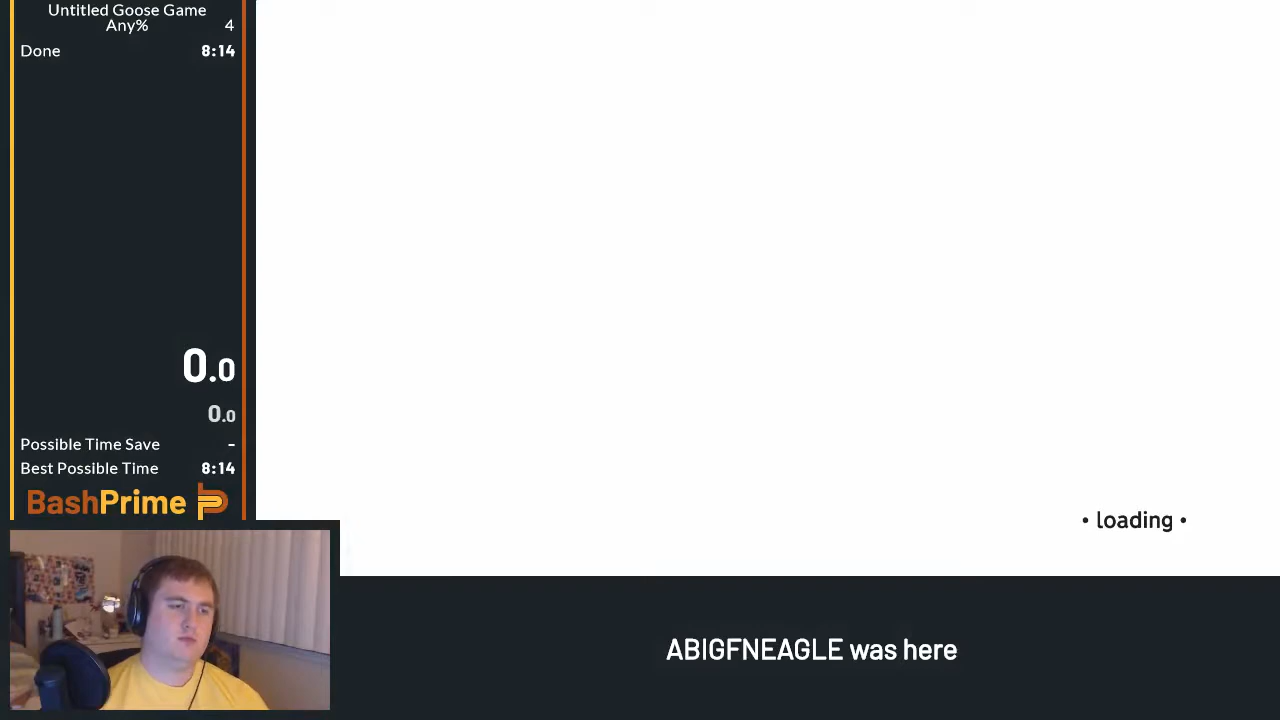 Untitled Goose Game
Any% 4
Done 8:14
0.0
0.0
Possible Time Save -
Best Possible Time 8:14
BashPrime
• loading •
ABIGFNEAGLE was here